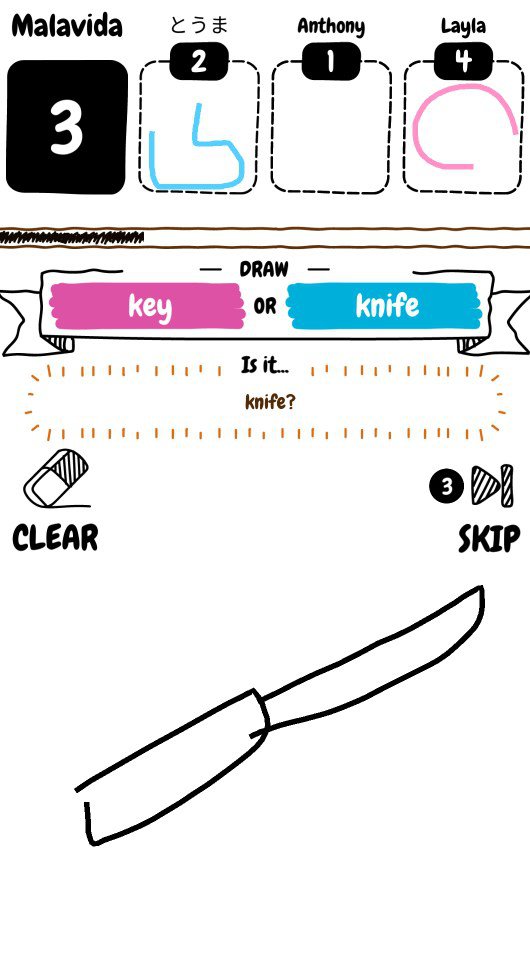 Malavida とうま Anthony Layla
3 2 1 4
DRAW
key OR knife
Is it...
knife?
3
CLEAR SKIP